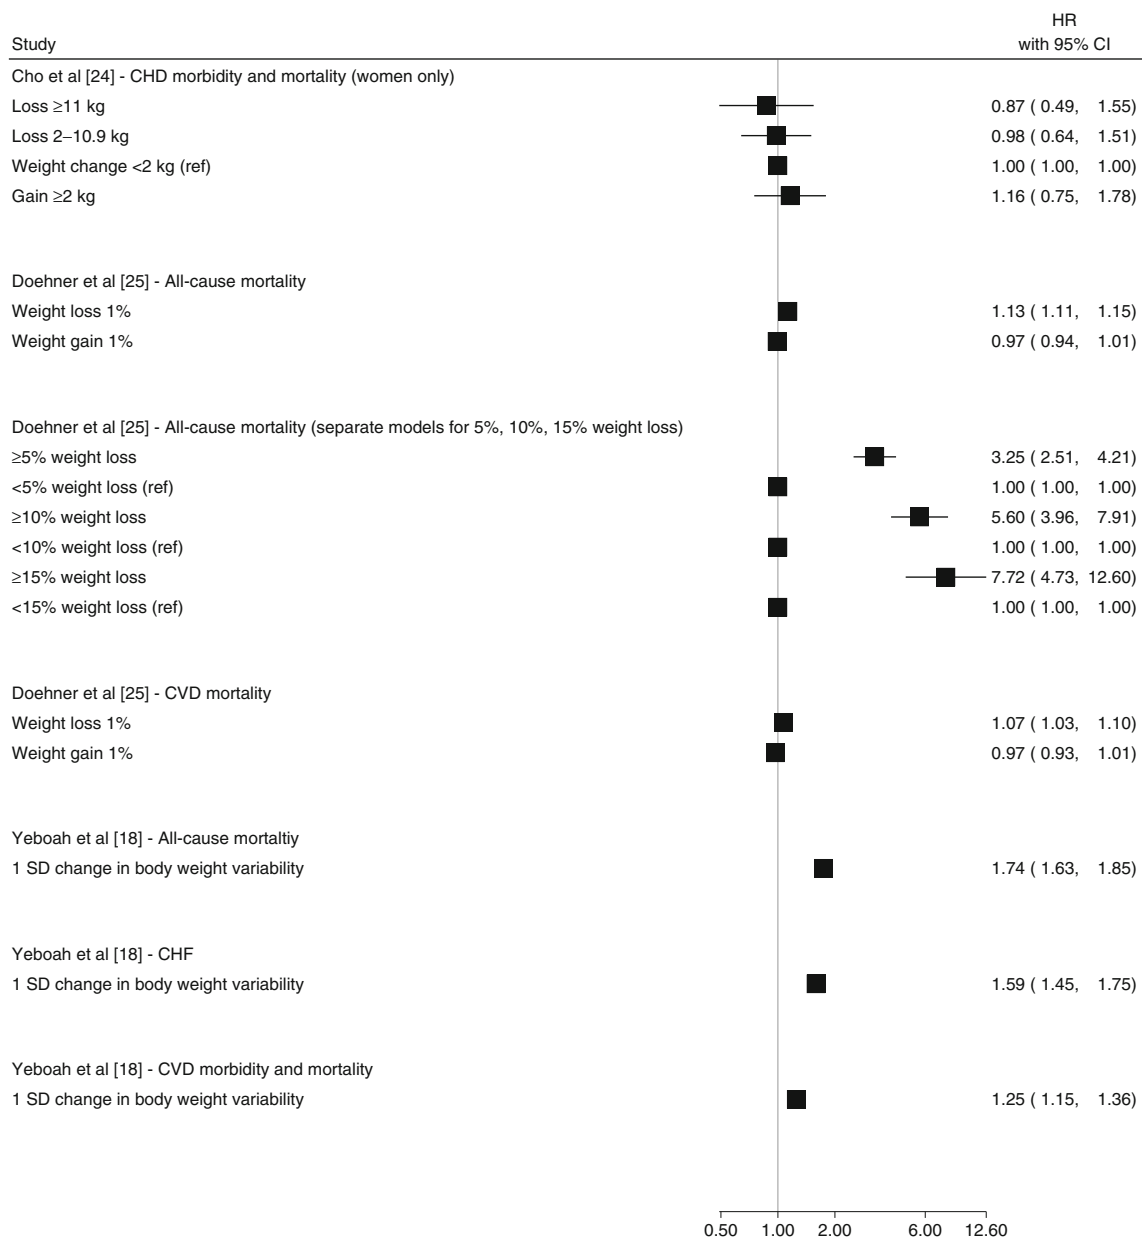 HR
Study with 95% CI
Cho et al [24] - CHD morbidity and mortality (women only)
Loss ≥11 kg 0.87 ( 0.49, 1.55)
Loss 2–10.9 kg 0.98 ( 0.64, 1.51)
Weight change <2 kg (ref) 1.00 ( 1.00, 1.00)
Gain ≥2 kg 1.16 ( 0.75, 1.78)
Doehner et al [25] - All-cause mortality
Weight loss 1% 1.13 ( 1.11, 1.15)
Weight gain 1% 0.97 ( 0.94, 1.01)
Doehner et al [25] - All-cause mortality (separate models for 5%, 10%, 15% weight loss)
≥5% weight loss 3.25 ( 2.51, 4.21)
<5% weight loss (ref) 1.00 ( 1.00, 1.00)
≥10% weight loss 5.60 ( 3.96, 7.91)
<10% weight loss (ref) 1.00 ( 1.00, 1.00)
≥15% weight loss 7.72 ( 4.73, 12.60)
<15% weight loss (ref) 1.00 ( 1.00, 1.00)
Doehner et al [25] - CVD mortality
Weight loss 1% 1.07 ( 1.03, 1.10)
Weight gain 1% 0.97 ( 0.93, 1.01)
Yeboah et al [18] - All-cause mortaltiy
1 SD change in body weight variability 1.74 ( 1.63, 1.85)
Yeboah et al [18] - CHF
1 SD change in body weight variability 1.59 ( 1.45, 1.75)
Yeboah et al [18] - CVD morbidity and mortality
1 SD change in body weight variability 1.25 ( 1.15, 1.36)
0.50 1.00 2.00 6.00 12.60